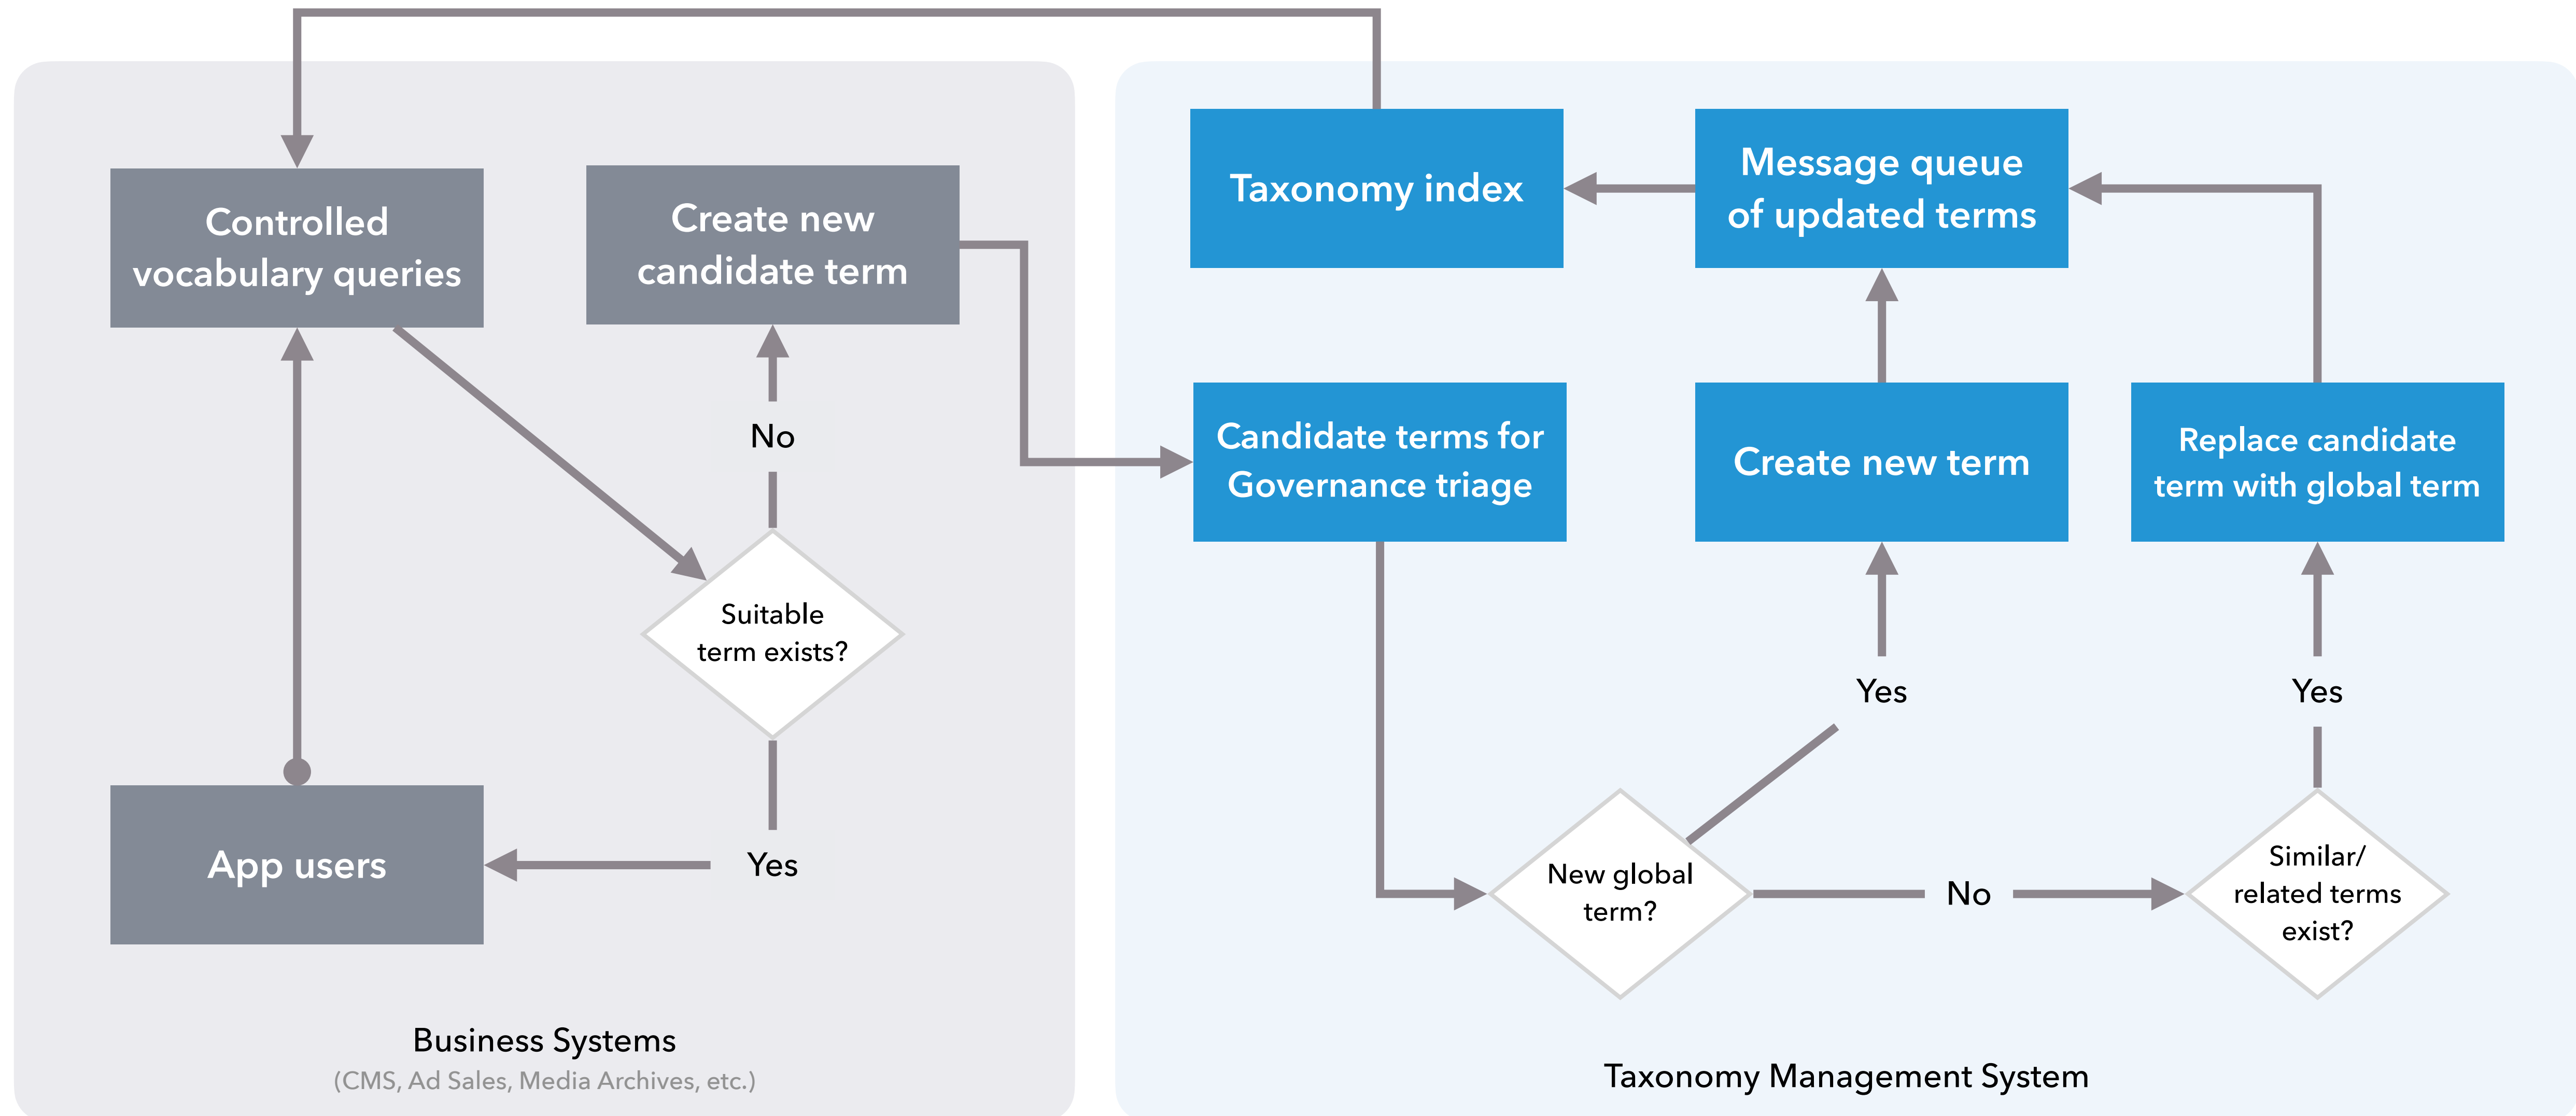 Controlled
vocabulary queries
Create new
candidate term
No
Suitable
term exists?
Yes
App users
Business Systems
(CMS, Ad Sales, Media Archives, etc.)
Taxonomy index
Message queue
of updated terms
Candidate terms for
Governance triage
Create new term
Replace candidate
term with global term
Yes
Yes
New global
term?
No
Similar/
related terms
exist?
Taxonomy Management System